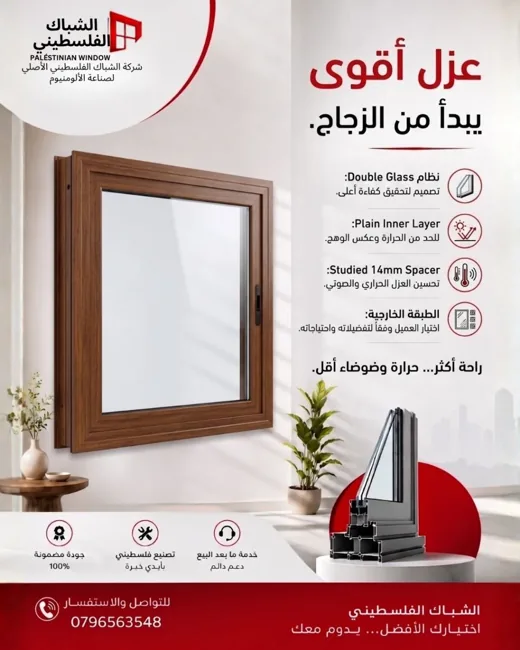 الشباك
الفلسطيني
PALESTINIAN WINDOW
شركة الشباك الفلسطيني الأصلي
لصناعة الألومنيوم
عزل أقوى
يبدأ من الزجاج.
نظام Double Glass:
تصميم لتحقيق كفاءة أعلى.
Plain Inner Layer:
للحد من الحرارة وعكس الوهج.
Studied 14mm Spacer:
تحسين العزل الحراري والصوتي.
الطبقة الخارجية:
اختيار العميل وفقاً لتفضيلاته واحتياجاته.
راحة أكثر... حرارة وضوضاء أقل.
خدمة ما بعد البيع
دعم دائم
تصنيع فلسطيني
بأيدي خبرة
جودة مضمونة
100%
الشباك الفلسطيني
اختيارك الأفضل... يدوم معك
للتواصل والاستفسار
0796563548